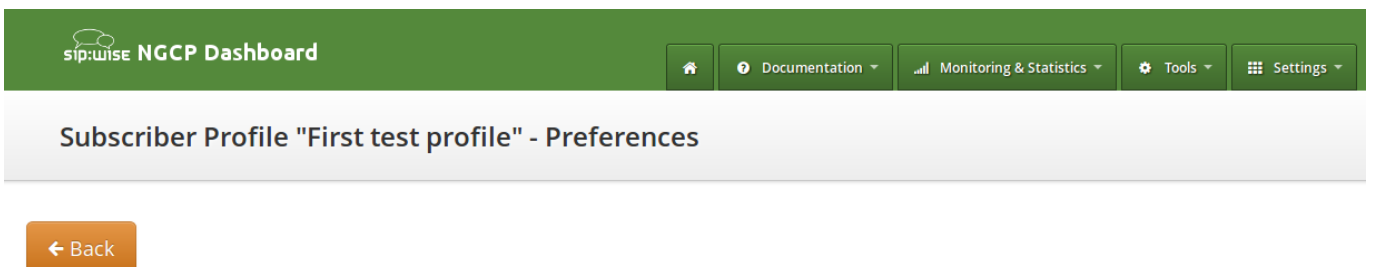 sip:wise NGCP Dashboard
Documentation
Monitoring & Statistics
Tools
Settings
Subscriber Profile "First test profile" - Preferences
Back